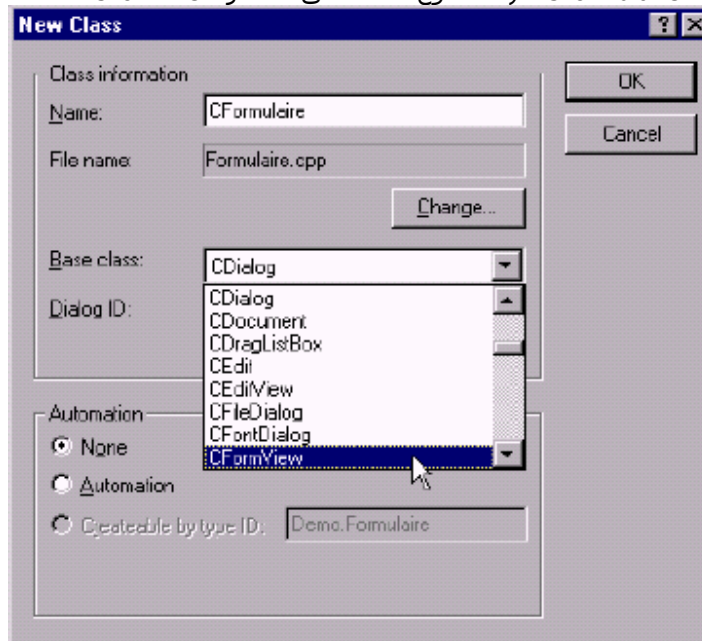 New Class
Class information
OK
Name:
CFormulaire
Cancel
File name:
Formulaire.cpp
Change...
Base class:
CDialog
Dialog ID:
CDialog
CDocument
CDragListBox
CEdit
CEditView
CFileDialog
CFontDialog
CFormView
Automation
None
Automation
Createable by type ID:
Demo.Formulaire